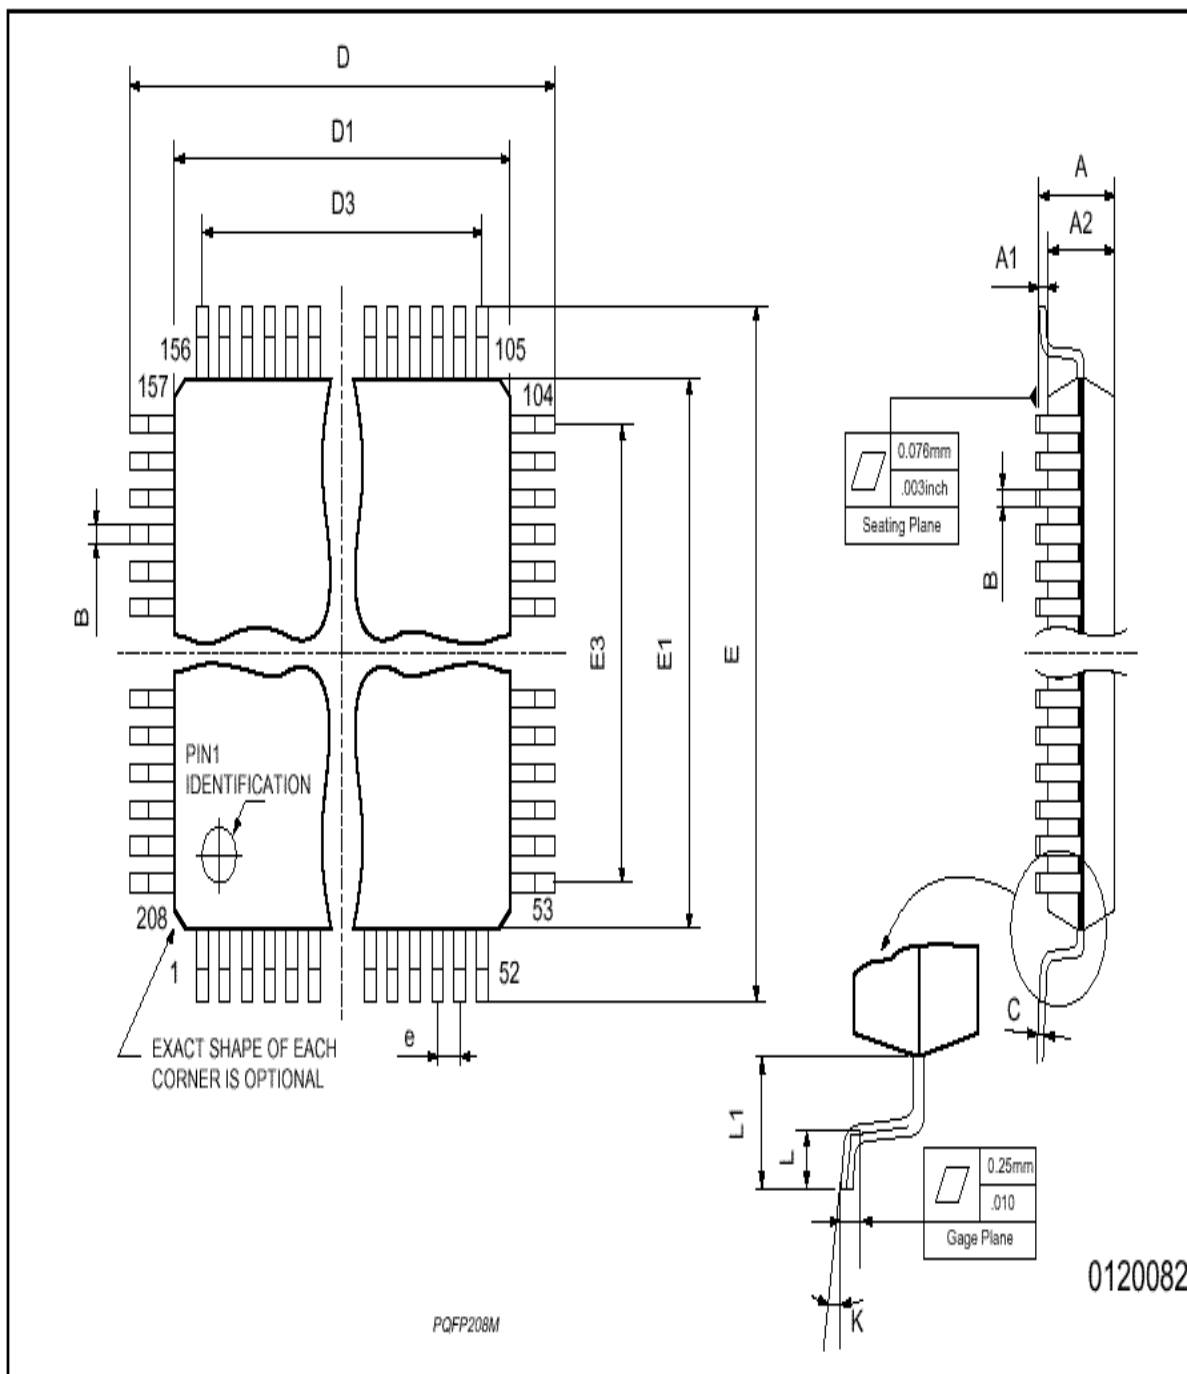 D
D1
D3
A
A2
A1
156
105
157
104
0.076mm
.003inch
Seating Plane
B
B
E3
E1
E
PIN1
IDENTIFICATION
208
53
1
52
e
C
EXACT SHAPE OF EACH
CORNER IS OPTIONAL
L1
L
0.25mm
.010
Gage Plane
K
0120082
PQFP208M